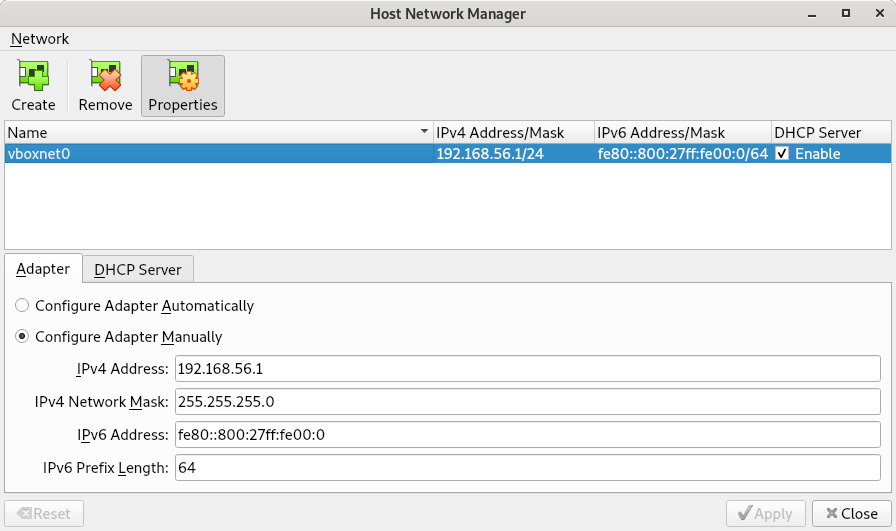 Host Network Manager
Network
Create Remove Properties
Name IPv4 Address/Mask IPv6 Address/Mask DHCP Server
vboxnet0 192.168.56.1/24 fe80::800:27ff:fe00:0/64 Enable
Adapter DHCP Server
Configure Adapter Automatically
Configure Adapter Manually
IPv4 Address: 192.168.56.1
IPv4 Network Mask: 255.255.255.0
IPv6 Address: fe80::800:27ff:fe00:0
IPv6 Prefix Length: 64
Reset Apply Close